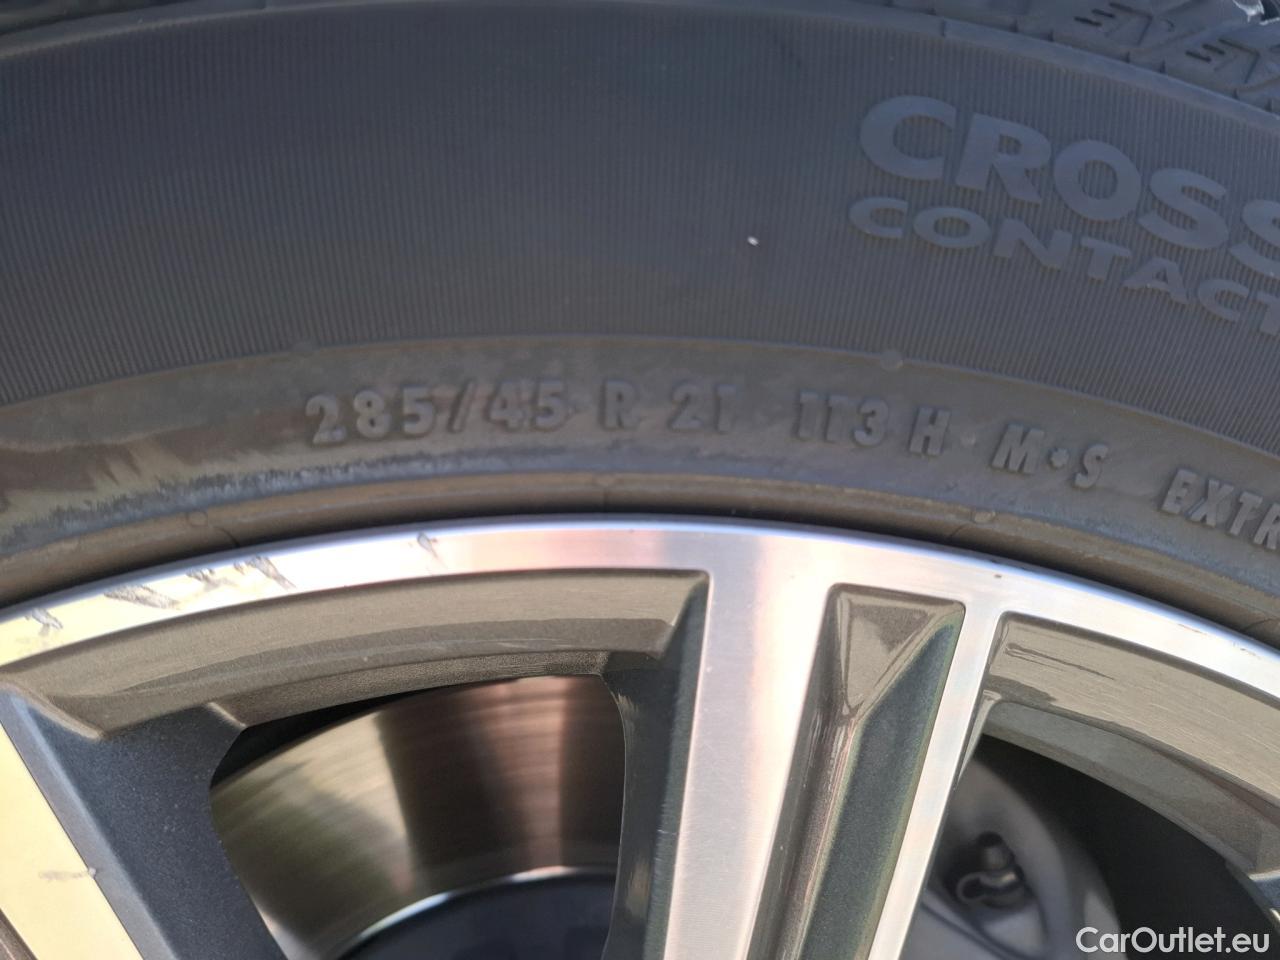 CROSS
CONTACT
285/45 R 21 113 H M•S EXTR
CarOutlet.eu